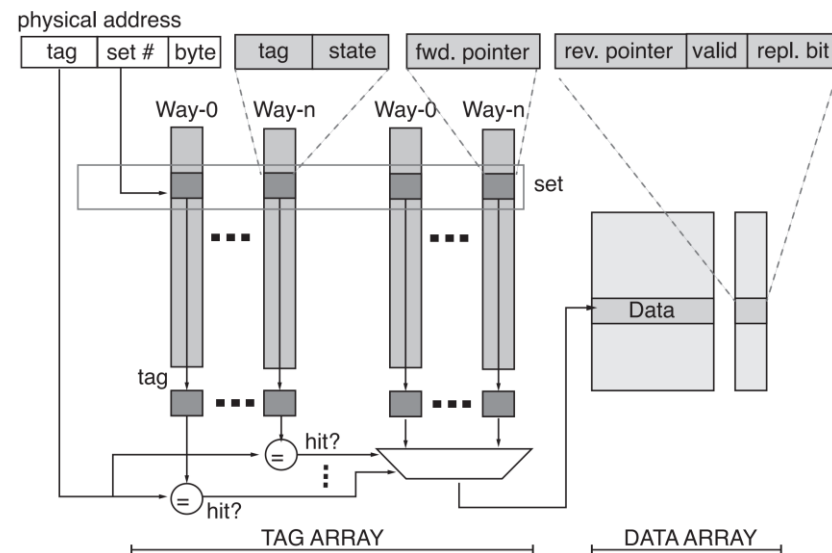 physical address
tag set # byte tag state fwd. pointer rev. pointer valid repl. bit
Way-0 Way-n Way-0 Way-n
set
Data
tag
= hit?
= hit?
TAG ARRAY DATA ARRAY